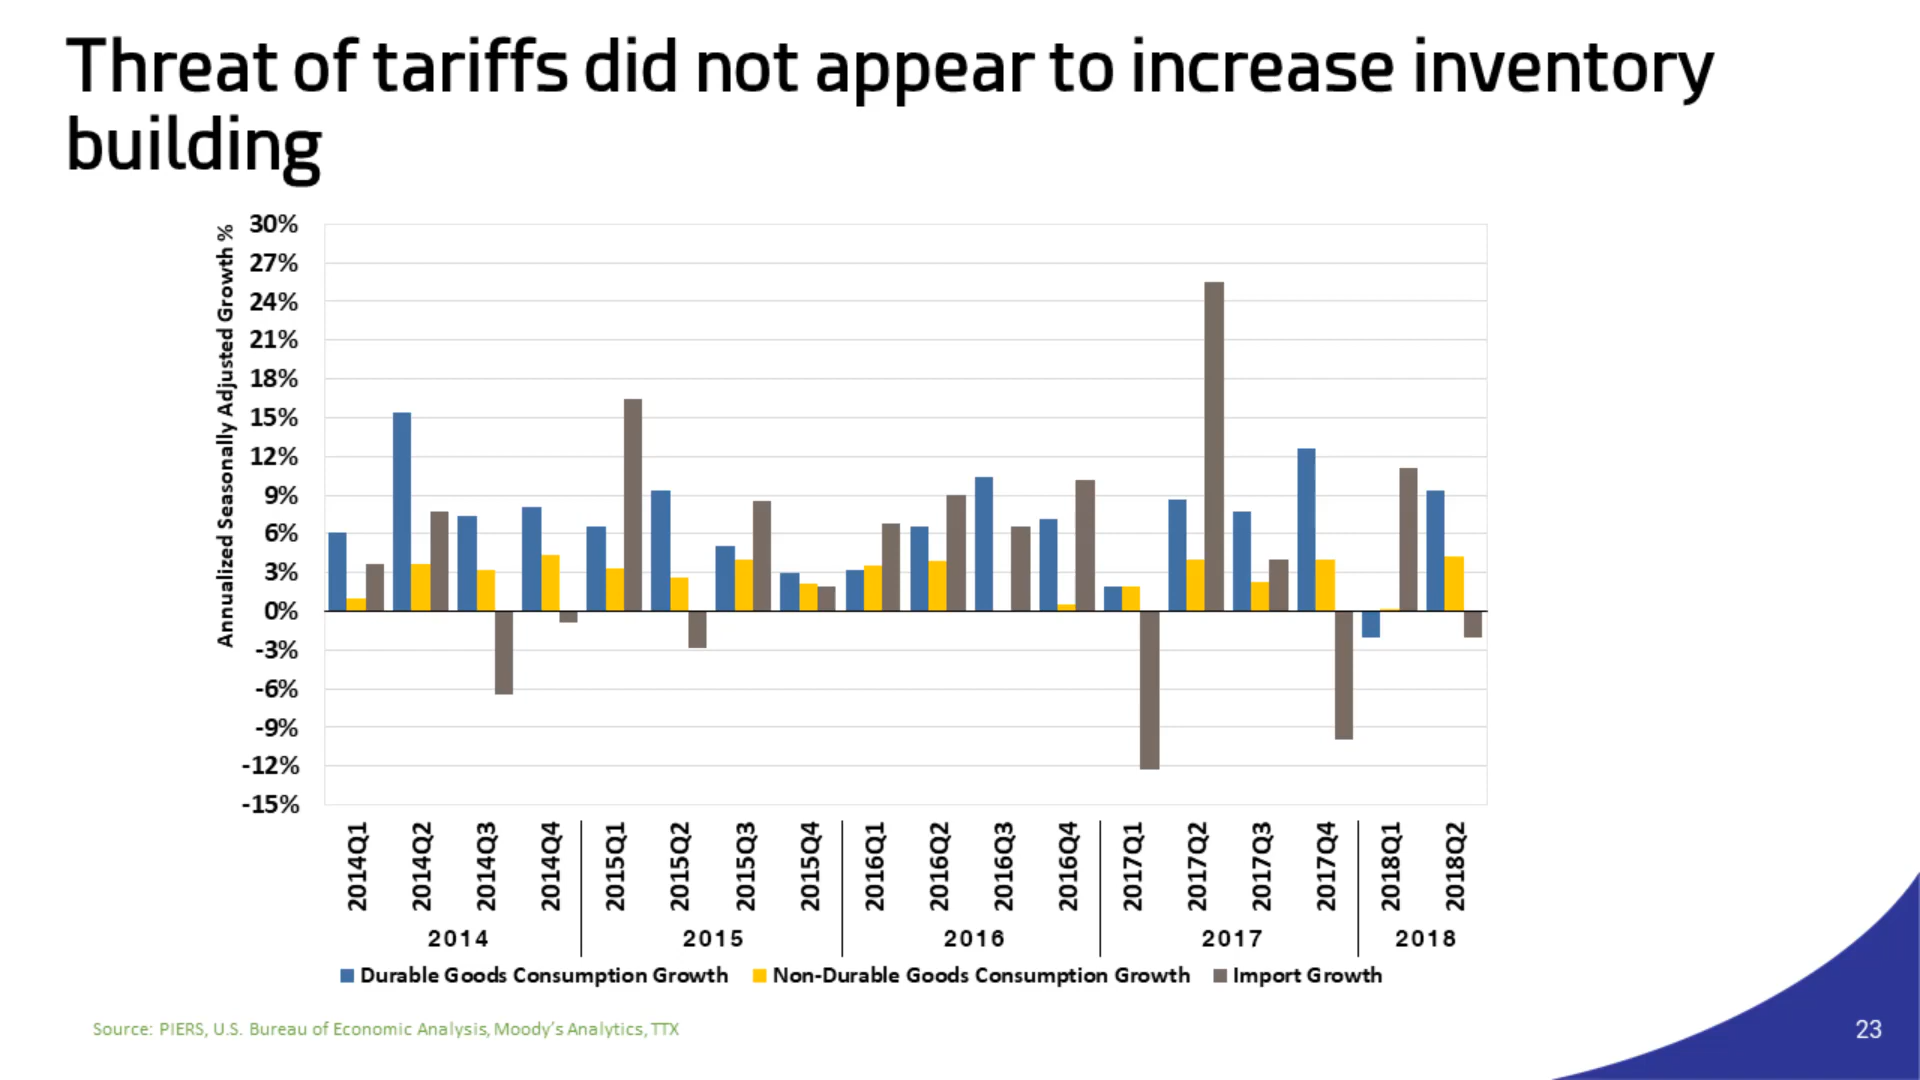 Threat of tariffs did not appear to increase inventory
building
Annualized Seasonally Adjusted Growth %
30%
27%
24%
21%
18%
15%
12%
9%
6%
3%
0%
-3%
-6%
-9%
-12%
-15%
2014Q1
2014Q2
2014Q3
2014Q4
2015Q1
2015Q2
2015Q3
2015Q4
2016Q1
2016Q2
2016Q3
2016Q4
2017Q1
2017Q2
2017Q3
2017Q4
2018Q1
2018Q2
2014
2015
2016
2017
2018
Durable Goods Consumption Growth
Non-Durable Goods Consumption Growth
Import Growth
Source: PIERS, U.S. Bureau of Economic Analysis, Moody's Analytics, TTX
23